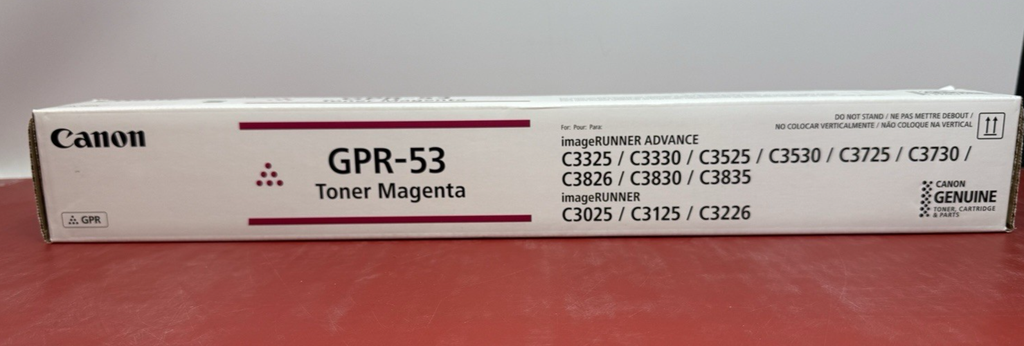 Toner Magenta
Canon
GPR
GPR-53
Toner Magenta
For: Pour: Para:
imageRUNNER ADVANCE
C3325 / C3330 / C3525 / C3530 / C3725 / C3730 /
C3826 / C3830 / C3835
imageRUNNER
C3025 / C3125 / C3226
DO NOT STAND / NE PAS METTRE DEBOUT /
NO COLOCAR VERTICALMENTE / NÃO COLOQUE NA VERTICAL
CANON
GENUINE
TONER, CARTRIDGE
& PARTS